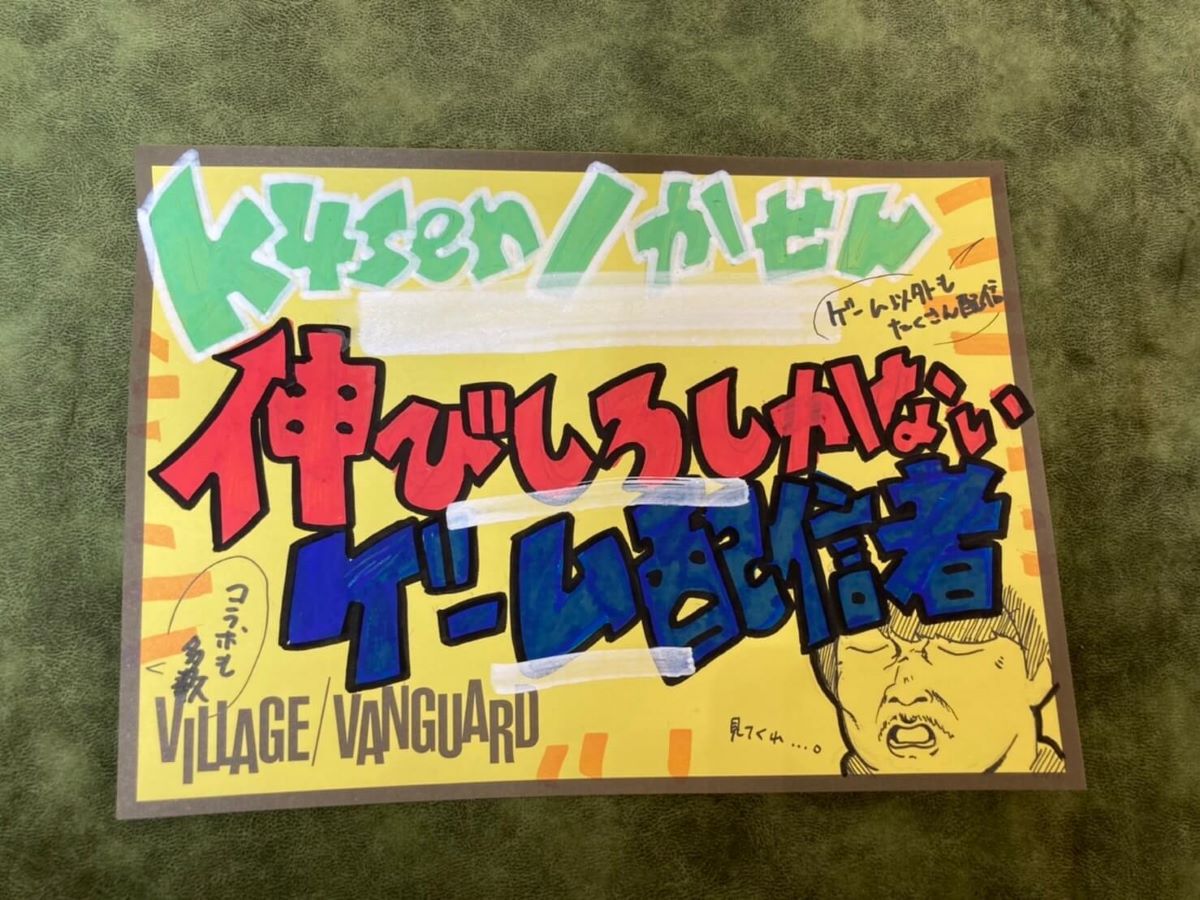 K4sen/かせん
ゲーム以外も
たくさん配信
伸びしろしかない
ゲーム配信者
コラボも
多数
VILLAGE/VANGUARD
見てくれ...。